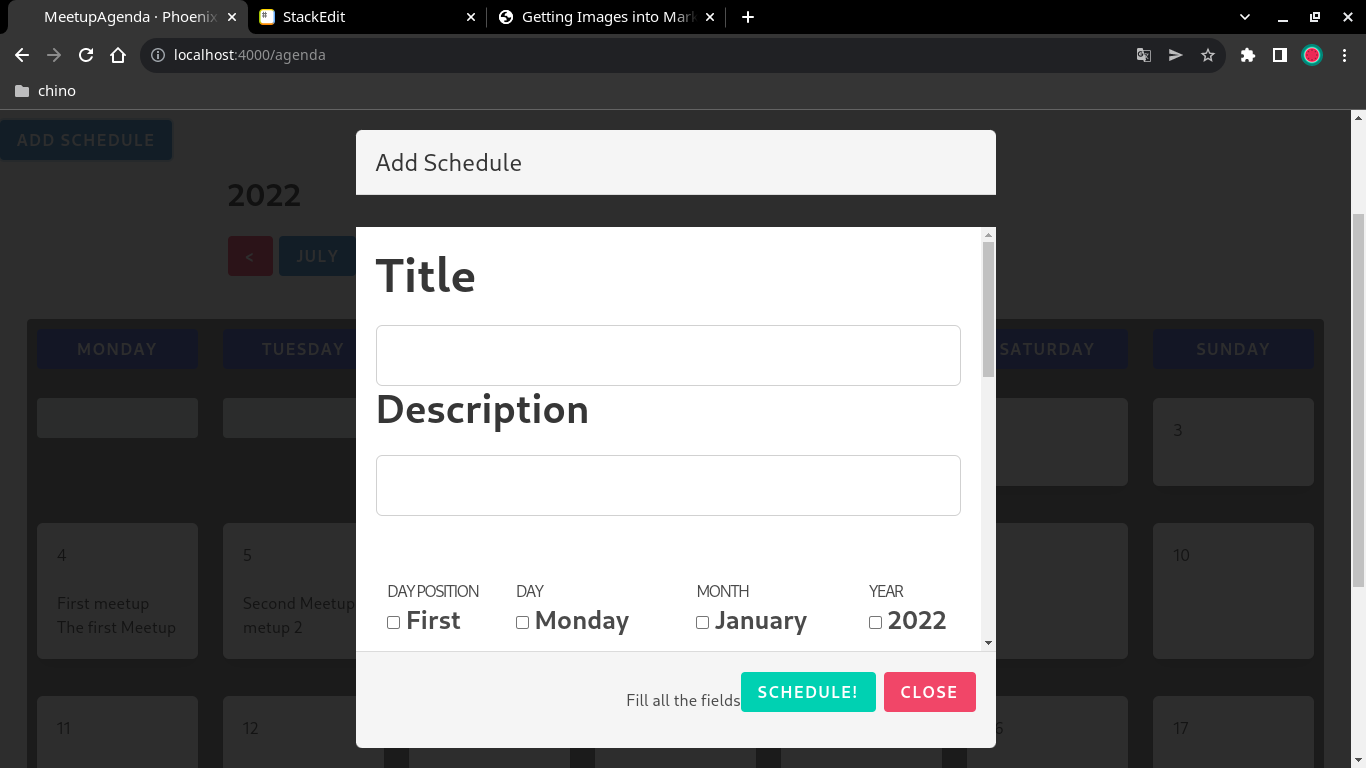 MeetupAgenda · Phoenix
StackEdit
Getting Images into Mark
localhost:4000/agenda
chino
ADD SCHEDULE
2022
< JULY
MONDAY TUESDAY SATURDAY SUNDAY
3
4 5 10
First meetup
The first Meetup
Second Meetup
metup 2
11 12 6 17
Add Schedule
Title
Description
DAY POSITION DAY MONTH YEAR
First Monday January 2022
Fill all the fields SCHEDULE! CLOSE